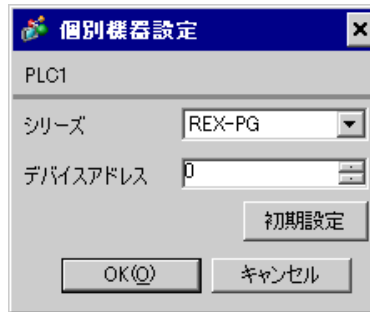 個別機器設定
PLC1
シリーズ REX-PG
デバイスアドレス 0
初期設定
OK(O) キャンセル